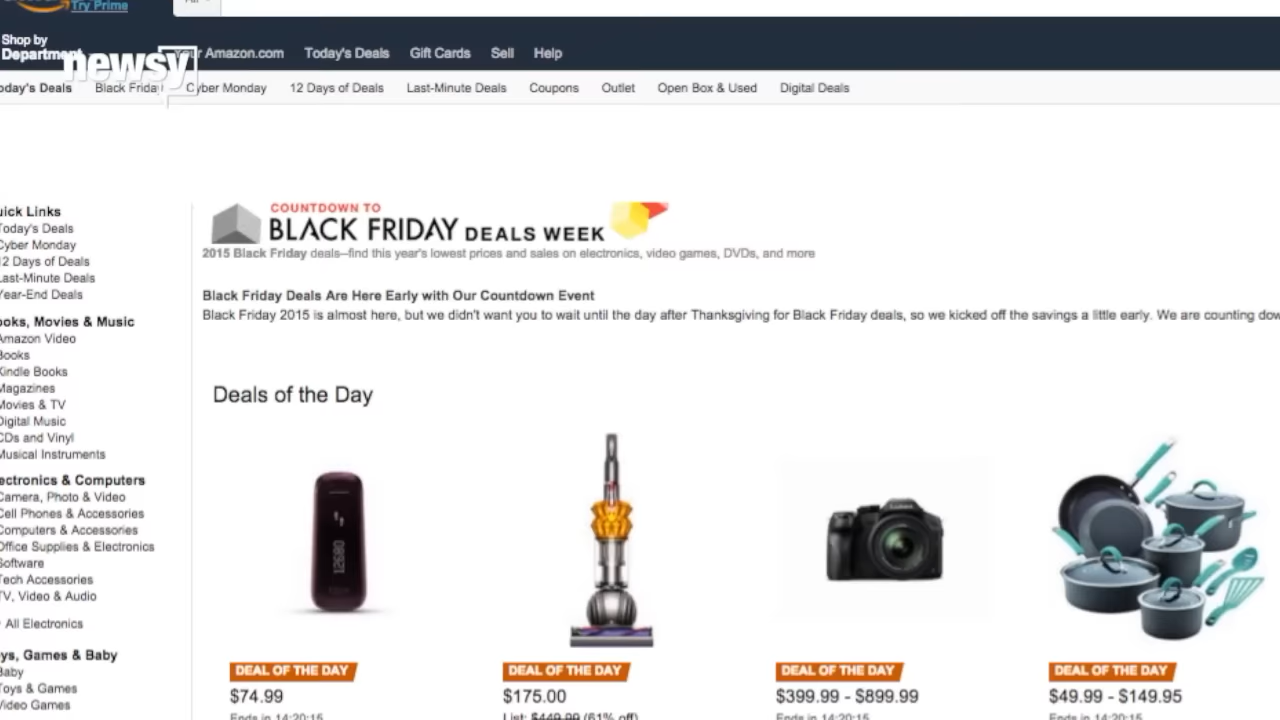 Try Prime
All
Shop by
Department
Your Amazon.com Today's Deals Gift Cards Sell Help
newsy
oday's Deals Black Friday Cyber Monday 12 Days of Deals Last-Minute Deals Coupons Outlet Open Box & Used Digital Deals
COUNTDOWN TO
BLACK FRIDAY DEALS WEEK
2015 Black Friday deals–find this year's lowest prices and sales on electronics, video games, DVDs, and more
Black Friday Deals Are Here Early with Our Countdown Event
Black Friday 2015 is almost here, but we didn't want you to wait until the day after Thanksgiving for Black Friday deals, so we kicked off the savings a little early. We are counting dow
uick Links
Today's Deals
Cyber Monday
12 Days of Deals
Last-Minute Deals
Year-End Deals
ooks, Movies & Music
Amazon Video
Books
Kindle Books
Magazines
Movies & TV
Digital Music
CDs and Vinyl
Musical Instruments
ectronics & Computers
Camera, Photo & Video
Cell Phones & Accessories
Computers & Accessories
Office Supplies & Electronics
Software
Tech Accessories
TV, Video & Audio
All Electronics
ys, Games & Baby
Baby
Toys & Games
Video Games
Deals of the Day
12680
LUMIX
DEAL OF THE DAY
$74.99
Ends in 14:20:15
DEAL OF THE DAY
$175.00
List: $449.99 (61% off)
DEAL OF THE DAY
$399.99 - $899.99
Ends in 14:20:15
DEAL OF THE DAY
$49.99 - $149.95
Ends in 14:20:15